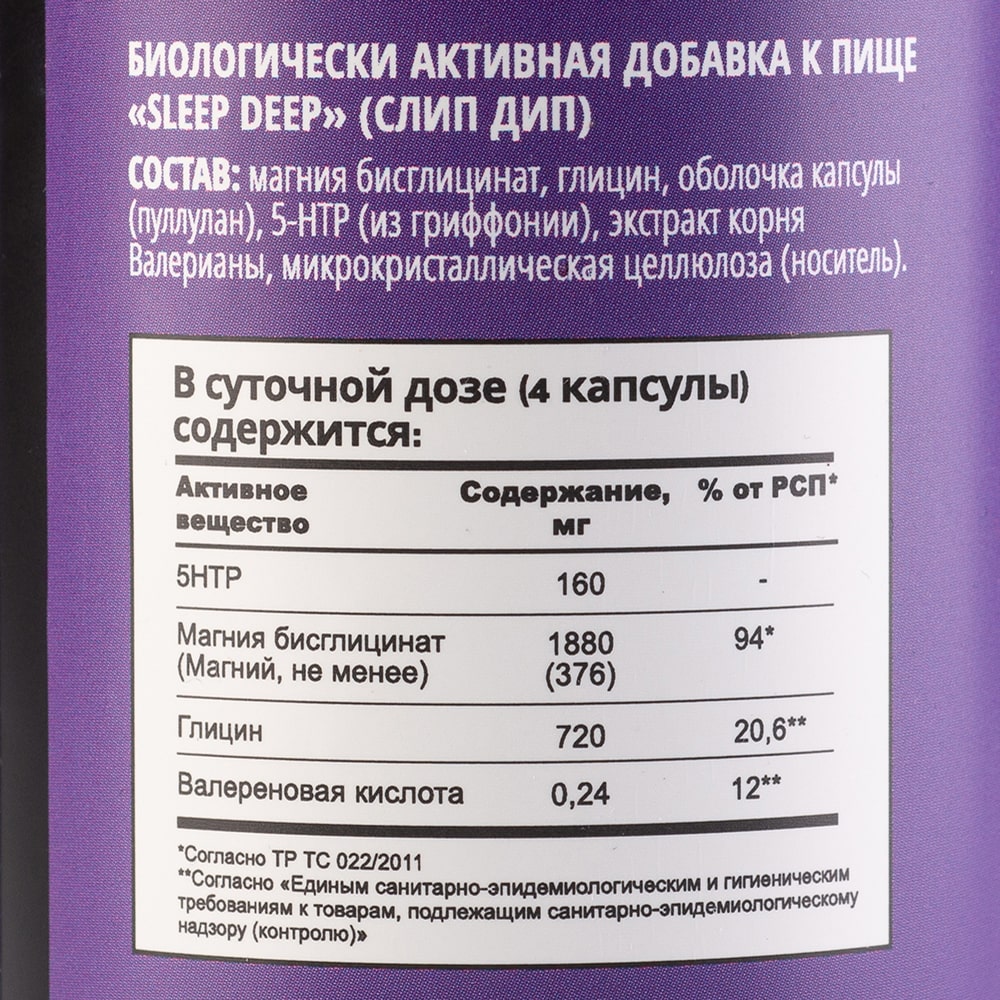 БИОЛОГИЧЕСКИ АКТИВНАЯ ДОБАВКА К ПИЩЕ
«SLEEP DEEP» (СЛИП ДИП)
СОСТАВ: магния бисглицинат, глицин, оболочка капсулы
(пуллулан), 5-HTP (из гриффонии), экстракт корня
Валерианы, микрокристаллическая целлюлоза (носитель).
В суточной дозе (4 капсулы)
содержится:
Активное вещество Содержание, мг % от РСП*
5HTP 160 -
Магния бисглицинат 1880 94*
(Магний, не менее) (376)
Глицин 720 20,6**
Валереновая кислота 0,24 12**
*Согласно ТР ТС 022/2011
**Согласно «Единым санитарно-эпидемиологическим и гигиеническим
требованиям к товарам, подлежащим санитарно-эпидемиологическому
надзору (контролю)»